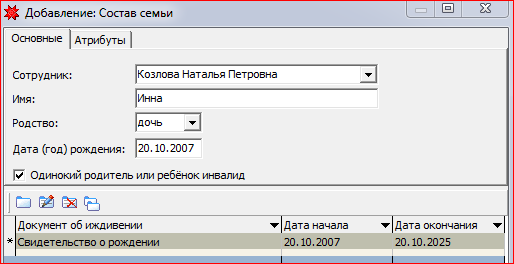 Добавление: Состав семьи
Основные Атрибуты
Сотрудник: Козлова Наталья Петровна
Имя: Инна
Родство: дочь
Дата (год) рождения: 20.10.2007
Одинокий родитель или ребёнок инвалид
Документ об иждивении Дата начала Дата окончания
* Свидетельство о рождении 20.10.2007 20.10.2025